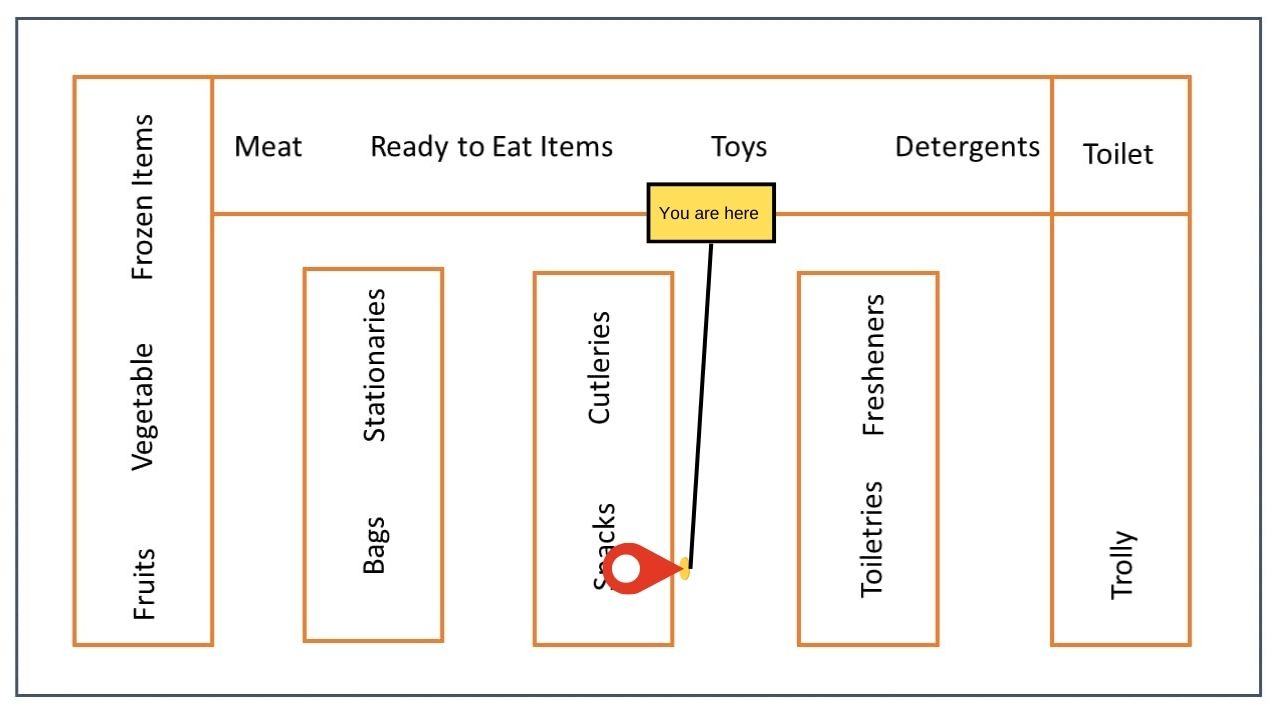 Meat
Ready to Eat Items
Toys
Detergents
Toilet
You are here
Frozen Items
Vegetable
Fruits
Stationaries
Bags
Cutleries
Snacks
Fresheners
Toiletries
Trolly